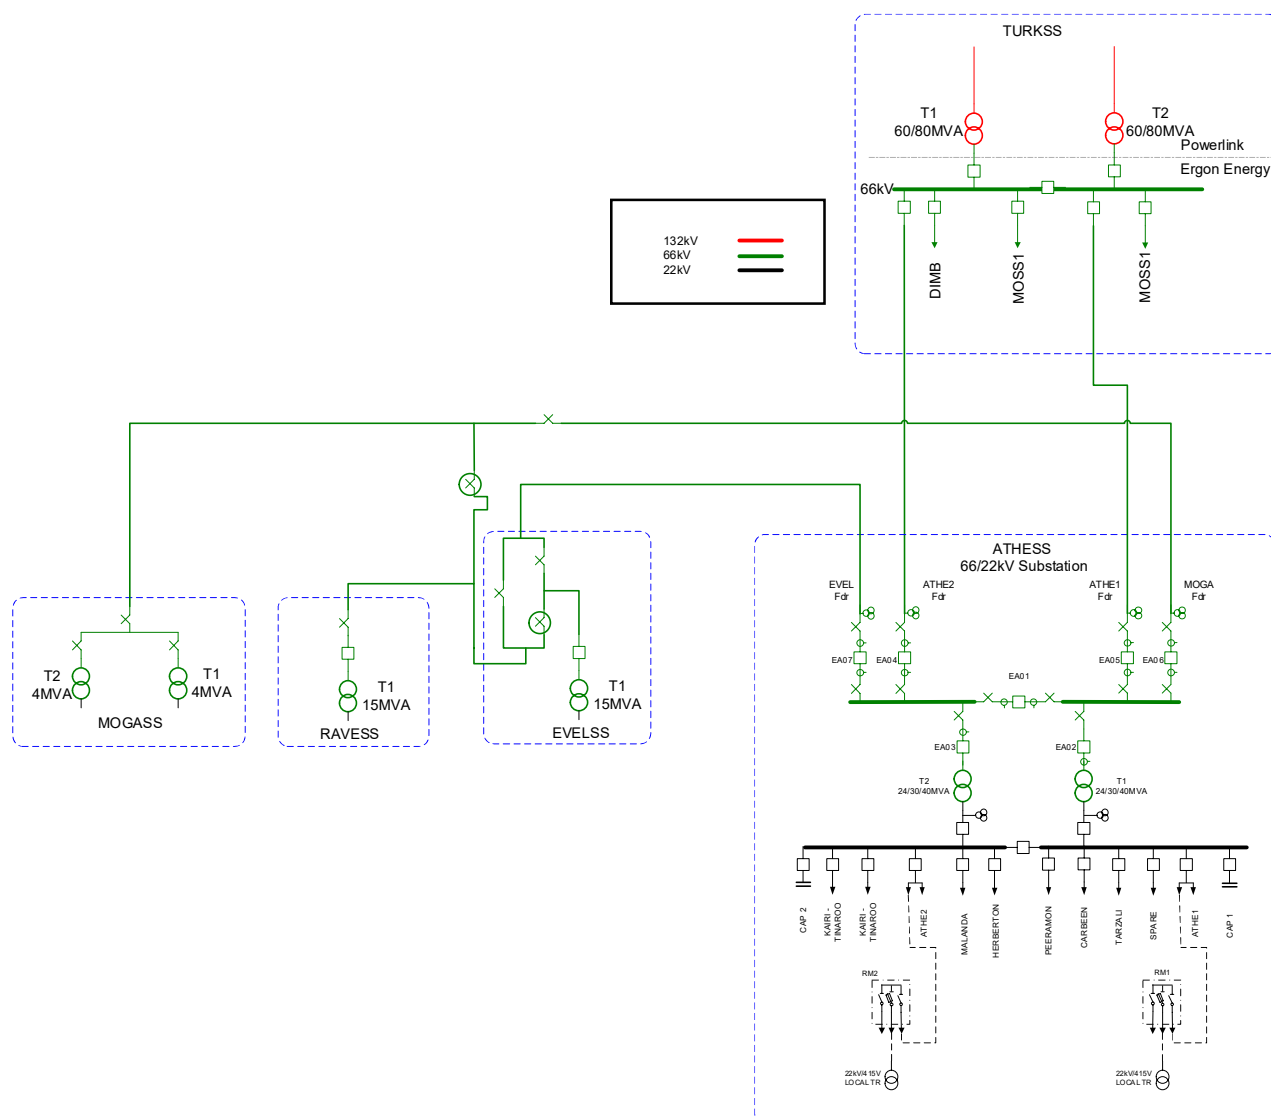 TURKSS
T1
60/80MVA
T2
60/80MVA
Powerlink
Ergon Energy
66kV
DIMB
MOSS1
MOSS1
132kV
66kV
22kV
ATHESS
66/22kV Substation
EVEL
Fdr
ATHE2
Fdr
ATHE1
Fdr
MOGA
Fdr
EA07
EA04
EA05
EA06
EA01
EA03
EA02
T2
24/30/40MVA
T1
24/30/40MVA
T2
4MVA
T1
4MVA
MOGASS
T1
15MVA
RAVESS
T1
15MVA
EVELSS
CAP 2
KAIRI -
TINAROO
KAIRI -
TINAROO
ATHE2
MALANDA
HERBERTON
PEERAMON
CARBEEN
TARZALI
SPARE
ATHE1
CAP 1
RM2
RM1
22kV/415V
LOCAL TR
22kV/415V
LOCAL TR